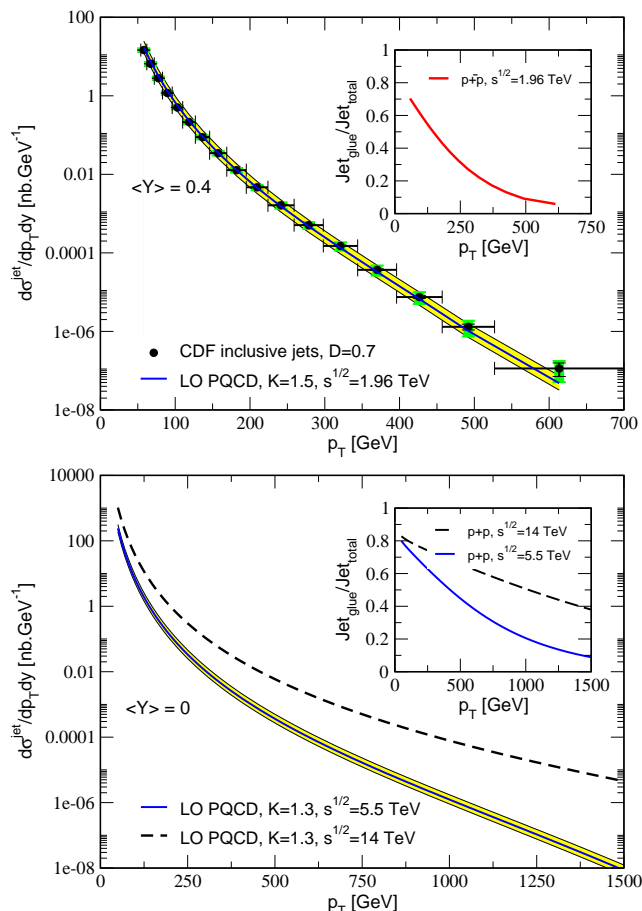 100
1
0.01
0.0001
1e-06
1e-08
dσ^jet/dp_T dy [nb.GeV^-1]
0 100 200 300 400 500 600 700
p_T [GeV]
<Y> = 0.4
CDF inclusive jets, D=0.7
LO PQCD, K=1.5, s^1/2=1.96 TeV
1
0.8
0.6
0.4
0.2
0
Jet_glue/Jet_total
0 250 500 750
p_T [GeV]
p+p̄, s^1/2=1.96 TeV
10000
100
1
0.01
0.0001
1e-06
1e-08
dσ^jet/dp_T dy [nb.GeV^-1]
0 250 500 750 1000 1250 1500
p_T [GeV]
<Y> = 0
LO PQCD, K=1.3, s^1/2=5.5 TeV
LO PQCD, K=1.3, s^1/2=14 TeV
1
0.8
0.6
0.4
0.2
0
Jet_glue/Jet_total
0 500 1000 1500
p_T [GeV]
p+p, s^1/2=14 TeV
p+p, s^1/2=5.5 TeV